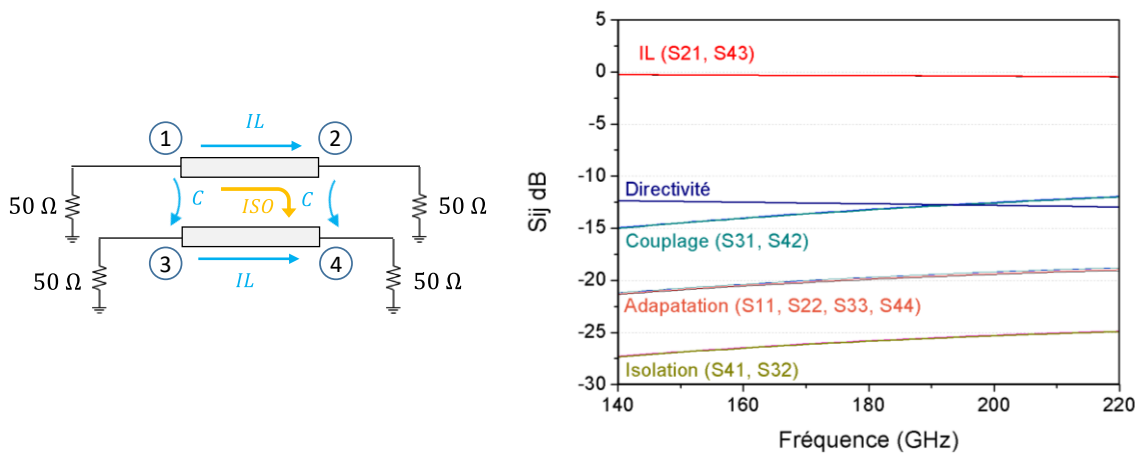 1
IL
2
50 Ω
C
ISO
C
50 Ω
3
IL
4
50 Ω
50 Ω
Sij dB
5
0
-5
-10
-15
-20
-25
-30
IL (S21, S43)
Directivité
Couplage (S31, S42)
Adapatation (S11, S22, S33, S44)
Isolation (S41, S32)
140
160
180
200
220
Fréquence (GHz)